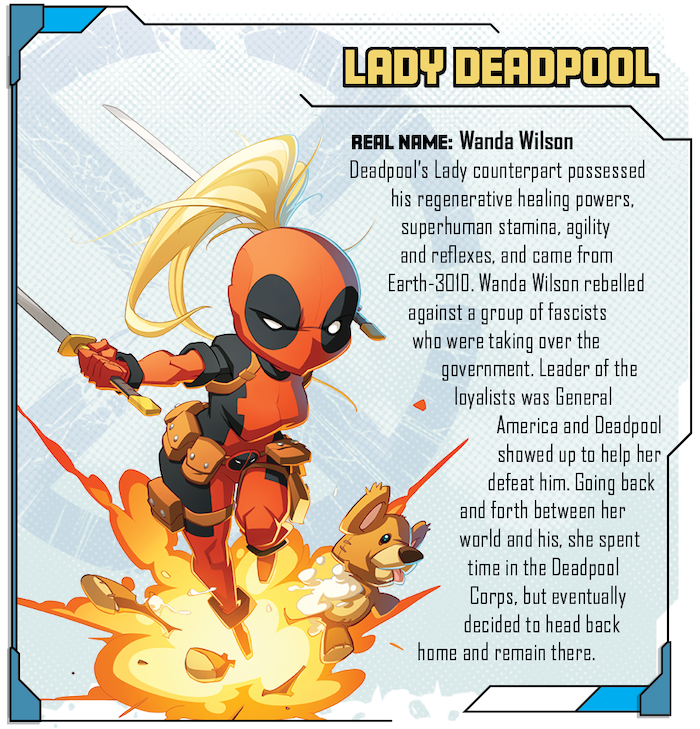 LADY DEADPOOL
REAL NAME: Wanda Wilson
Deadpool's Lady counterpart possessed
his regenerative healing powers,
superhuman stamina, agility
and reflexes, and came from
Earth-3010. Wanda Wilson rebelled
against a group of fascists
who were taking over the
government. Leader of the
loyalists was General
America and Deadpool
showed up to help her
defeat him. Going back
and forth between her
world and his, she spent
time in the Deadpool
Corps, but eventually
decided to head back
home and remain there.